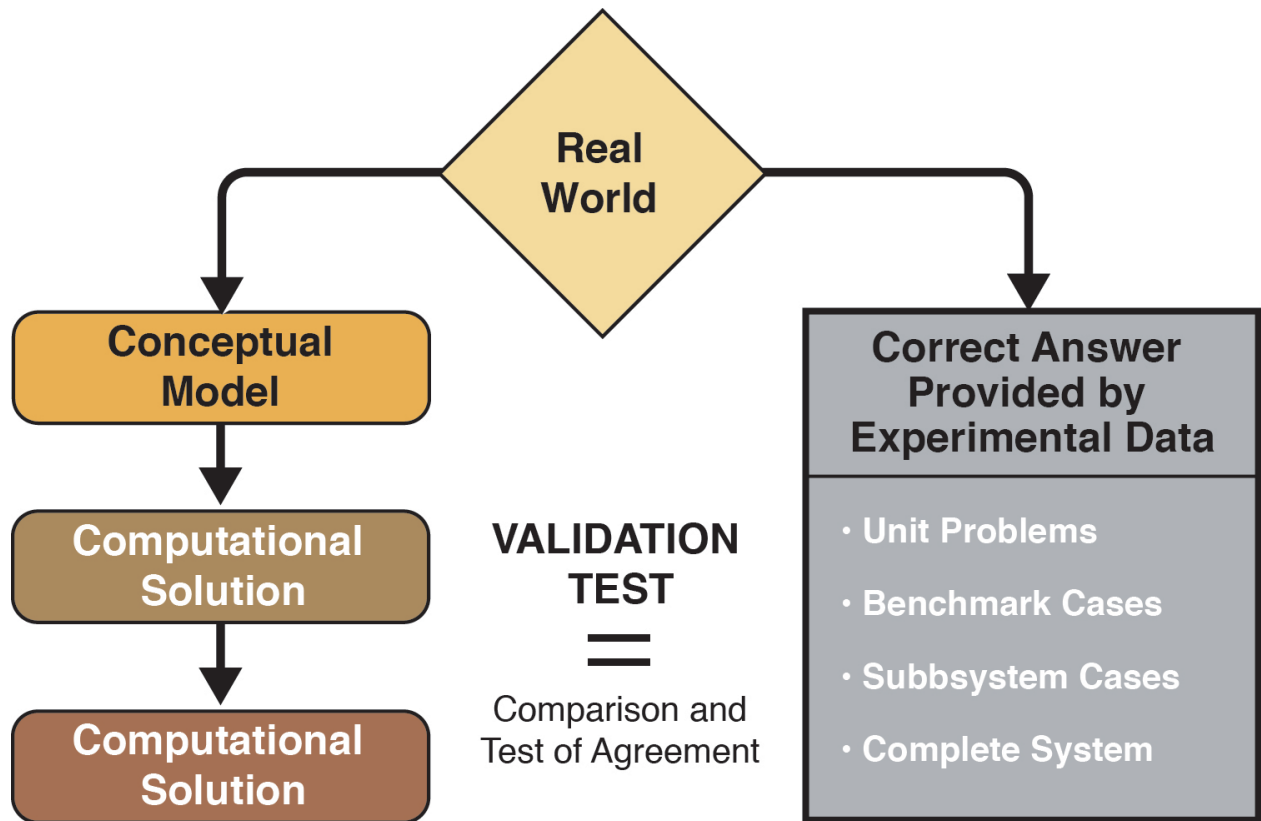 Real
World
Conceptual
Model
Computational
Solution
Computational
Solution
VALIDATION
TEST
=
Comparison and
Test of Agreement
Correct Answer
Provided by
Experimental Data
· Unit Problems
· Benchmark Cases
· Subbsystem Cases
· Complete System